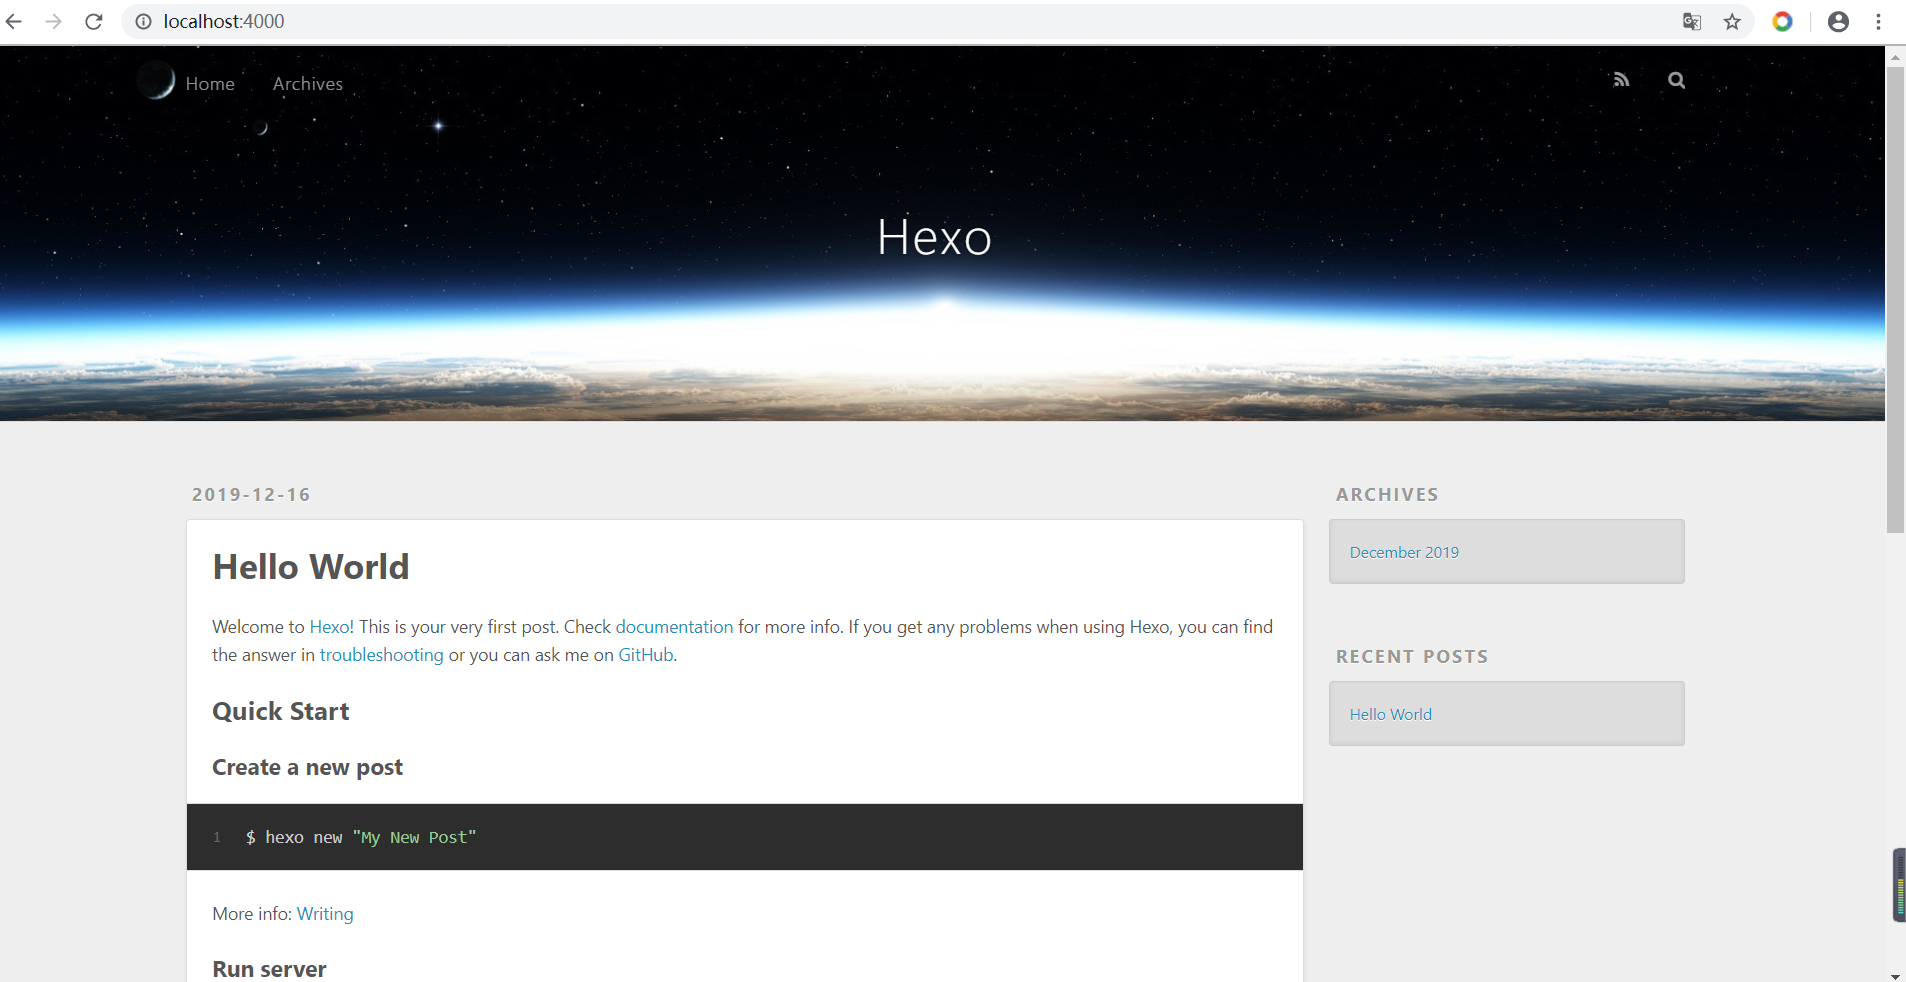 localhost:4000
Home
Archives
Hexo
2019-12-16
Hello World
Welcome to Hexo! This is your very first post. Check documentation for more info. If you get any problems when using Hexo, you can find
the answer in troubleshooting or you can ask me on GitHub.
Quick Start
Create a new post
1 $ hexo new "My New Post"
More info: Writing
Run server
ARCHIVES
December 2019
RECENT POSTS
Hello World